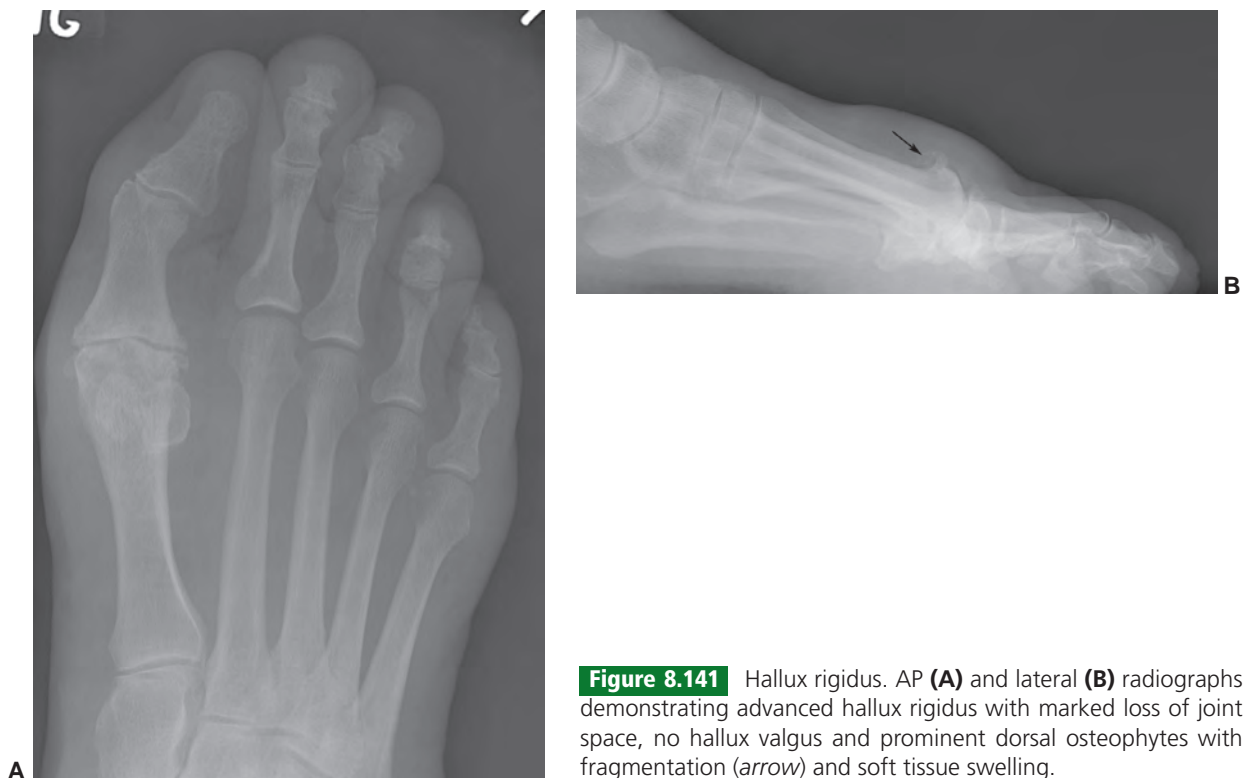 G
A
B
Figure 8.141 Hallux rigidus. AP (A) and lateral (B) radiographs
demonstrating advanced hallux rigidus with marked loss of joint
space, no hallux valgus and prominent dorsal osteophytes with
fragmentation (arrow) and soft tissue swelling.